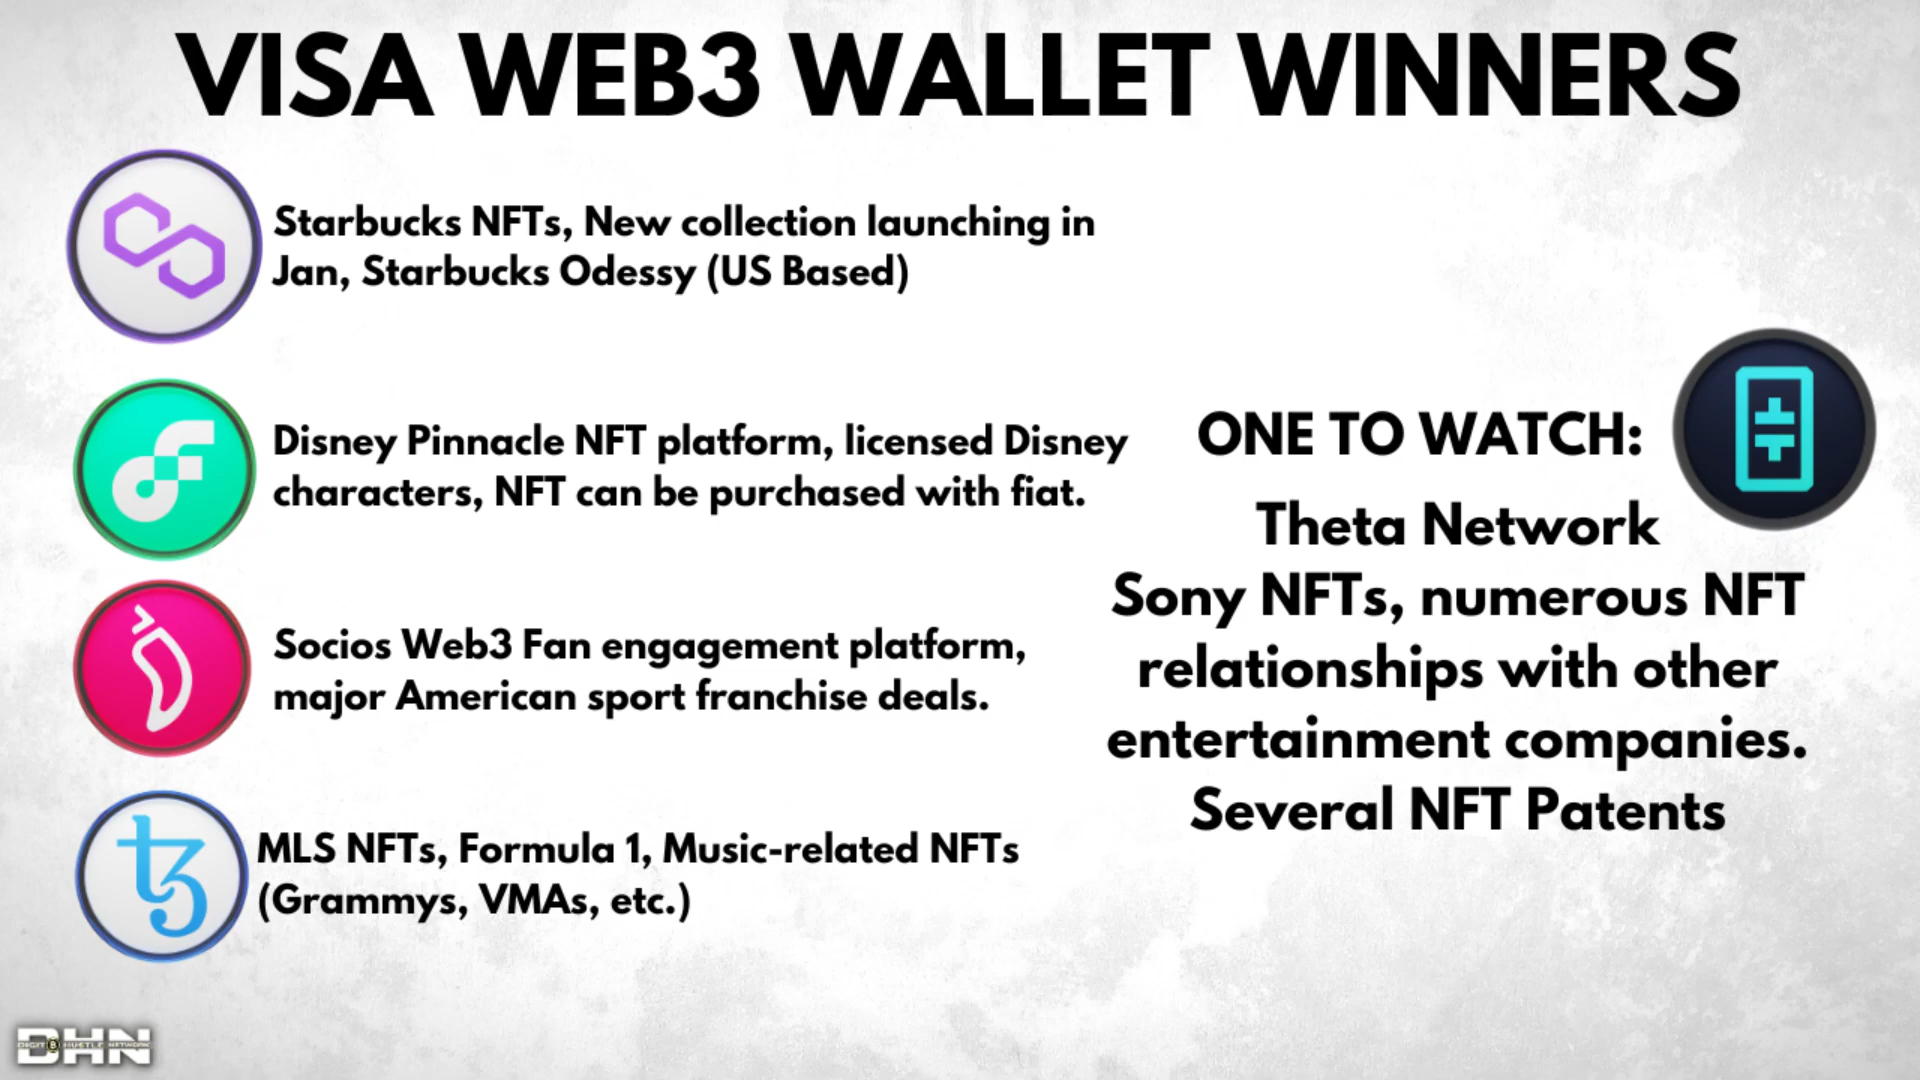 VISA WEB3 WALLET WINNERS
Starbucks NFTs, New collection launching in
Jan, Starbucks Odessy (US Based)
Disney Pinnacle NFT platform, licensed Disney
characters, NFT can be purchased with fiat.
Socios Web3 Fan engagement platform,
major American sport franchise deals.
MLS NFTs, Formula 1, Music-related NFTs
(Grammys, VMAs, etc.)
ONE TO WATCH:
Theta Network
Sony NFTs, numerous NFT
relationships with other
entertainment companies.
Several NFT Patents
DHN
DIGIT HUSTLE NETWORK